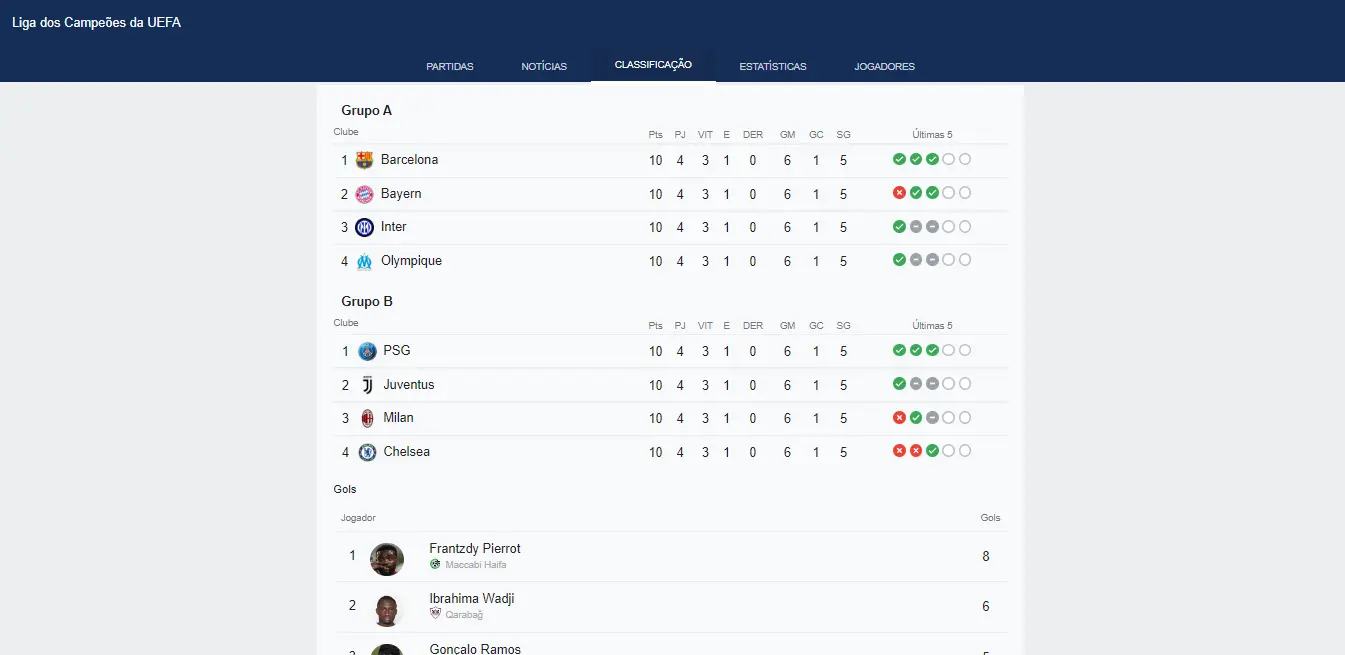 Liga dos Campeões da UEFA
PARTIDAS NOTÍCIAS CLASSIFICAÇÃO ESTATÍSTICAS JOGADORES
Grupo A
Clube Pts PJ VIT E DER GM GC SG Últimas 5
1 Barcelona 10 4 3 1 0 6 1 5
2 Bayern 10 4 3 1 0 6 1 5
3 Inter 10 4 3 1 0 6 1 5
4 Olympique 10 4 3 1 0 6 1 5
Grupo B
Clube Pts PJ VIT E DER GM GC SG Últimas 5
1 PSG 10 4 3 1 0 6 1 5
2 Juventus 10 4 3 1 0 6 1 5
3 Milan 10 4 3 1 0 6 1 5
4 Chelsea 10 4 3 1 0 6 1 5
Gols
Jogador Gols
1 Frantzdy Pierrot 8
Maccabi Haifa
2 Ibrahima Wadji 6
Qarabağ
Gonçalo Ramos